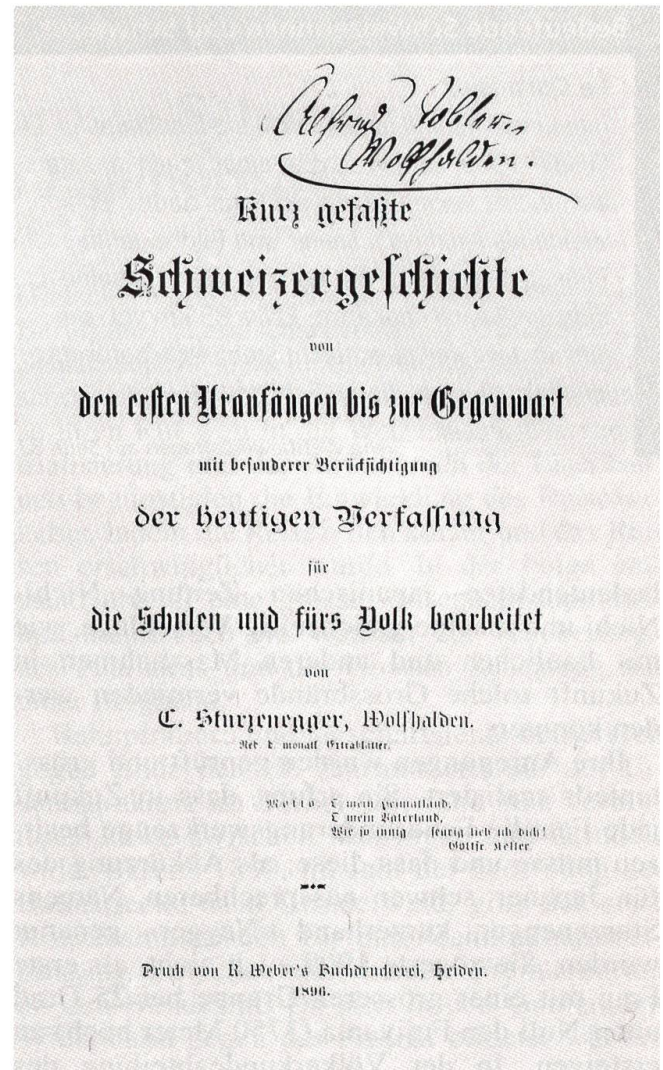 Alfred Tobler,
Wolfhalden.
Kurz gefaßte
Schweizergeschichte
von
den ersten Uranfängen bis zur Gegenwart
mit besonderer Berücksichtigung
der heutigen Verfassung
für
die Schulen und fürs Volk bearbeitet
von
C. Sturzenegger, Wolfhalden.
Red. d. monatl. Extrablätter.
Motto: O mein Heimatland,
O mein Vaterland,
Wie so innig feurig lieb ich dich!
Gottfr. Keller.
Druck von R. Weber's Buchdruckerei, Heiden.
1896.